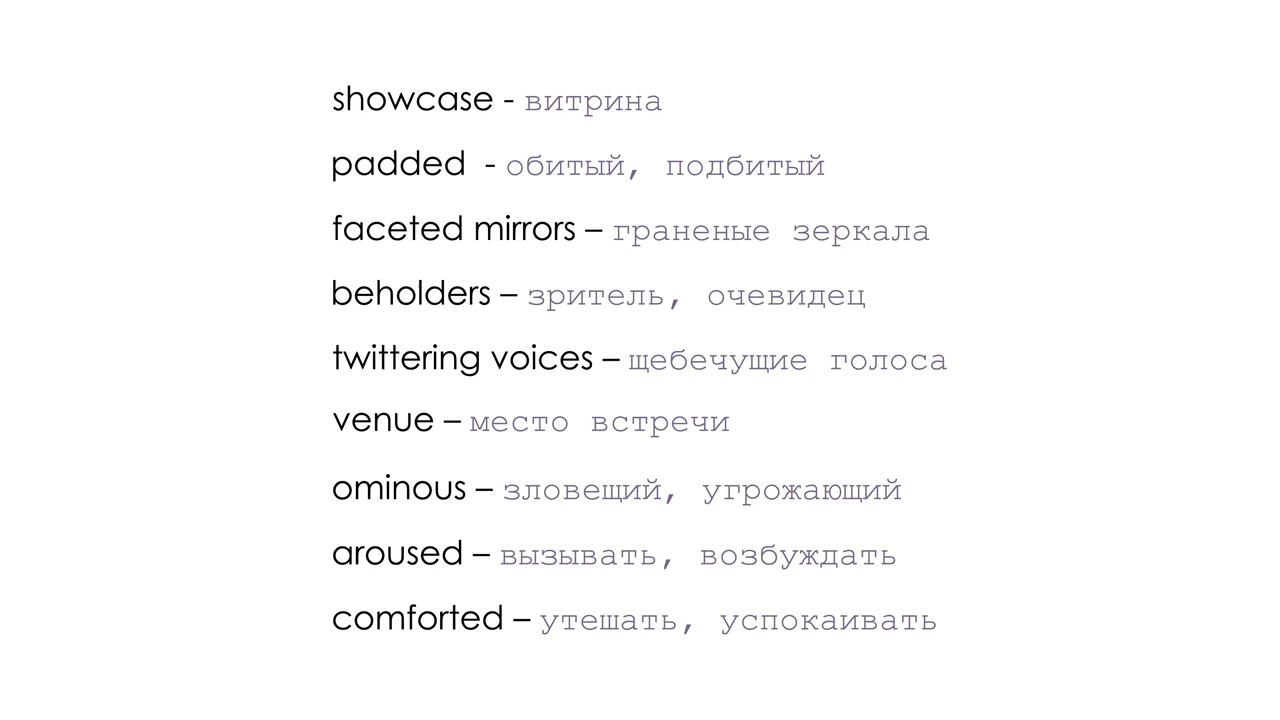 showcase - витрина
padded - обитый, подбитый
faceted mirrors – граненые зеркала
beholders – зритель, очевидец
twittering voices – щебечущие голоса
venue – место встречи
ominous – зловещий, угрожающий
aroused – вызывать, возбуждать
comforted – утешать, успокаивать